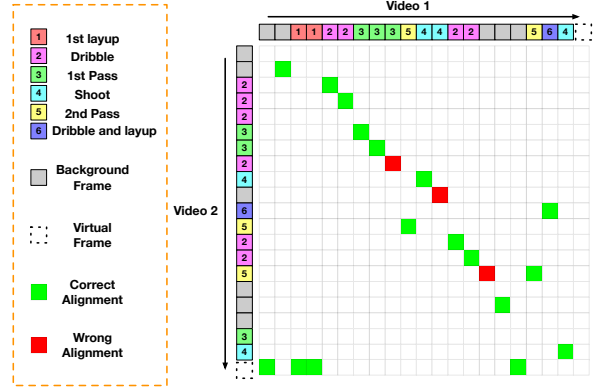 Video 1
1 1 2 2 3 3 3 5 4 4 2 2 5 6 4
1 1st layup
2 Dribble
3 1st Pass
4 Shoot
5 2nd Pass
6 Dribble and layup
Background
Frame
Virtual
Frame
Correct
Alignment
Wrong
Alignment
Video 2
2
2
2
3
3
2
4
6
5
2
2
5
3
4